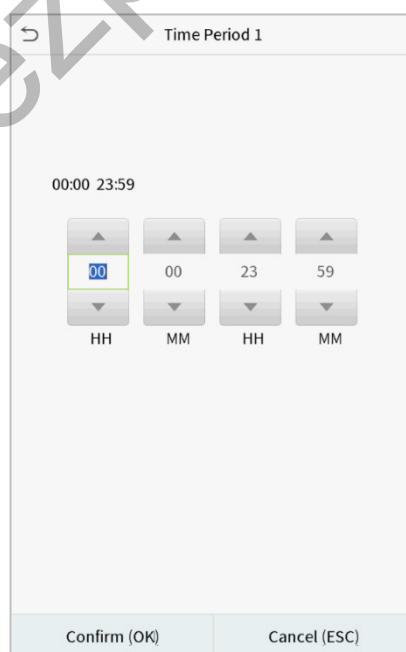 Time Period 1
00:00 23:59
00 00 23 59
HH MM HH MM
Confirm (OK) Cancel (ESC)